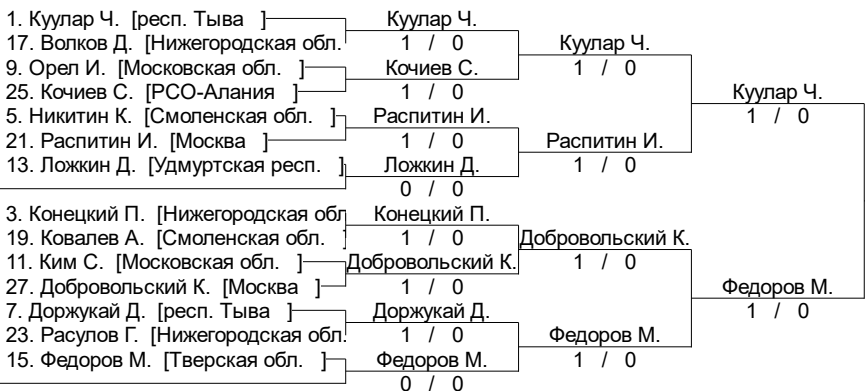 1. Куулар Ч. [респ. Тыва ]
17. Волков Д. [Нижегородская обл.
9. Орел И. [Московская обл. ]
25. Кочиев С. [РСО-Алания ]
5. Никитин К. [Смоленская обл. ]
21. Распитин И. [Москва ]
13. Ложкин Д. [Удмуртская респ. ]
3. Конецкий П. [Нижегородская обл
19. Ковалев А. [Смоленская обл. ]
11. Ким С. [Московская обл. ]
27. Добровольский К. [Москва ]
7. Доржукай Д. [респ. Тыва ]
23. Расулов Г. [Нижегородская обл.
15. Федоров М. [Тверская обл. ]
Куулар Ч.
1 / 0
Кочиев С.
1 / 0
Распитин И.
1 / 0
Ложкин Д.
0 / 0
Конецкий П.
1 / 0
Добровольский К.
1 / 0
Доржукай Д.
1 / 0
Федоров М.
0 / 0
Куулар Ч.
1 / 0
Распитин И.
1 / 0
Добровольский К.
1 / 0
Федоров М.
1 / 0
Куулар Ч.
1 / 0
Федоров М.
1 / 0